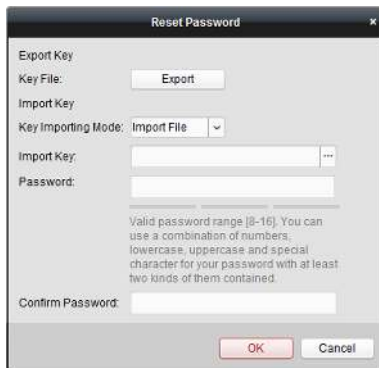 Reset Password ×
Export Key
Key File: Export
Import Key
Key Importing Mode: Import File
Import Key: ...
Password:
Valid password range [8-16]. You can
use a combination of numbers,
lowercase, uppercase and special
character for your password with at least
two kinds of them contained.
Confirm Password:
OK Cancel